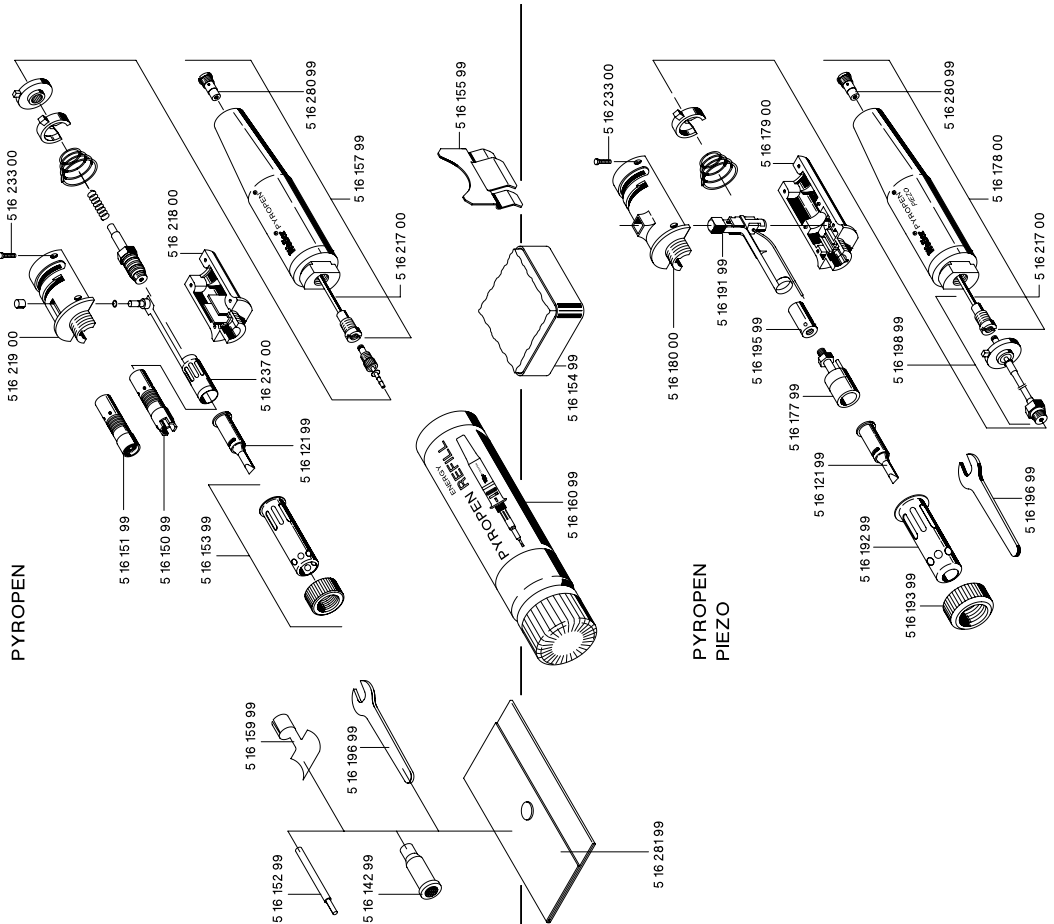 PYROPEN
5 16 219 00
5 16 233 00
5 16 218 00
5 16 237 00
5 16 151 99
5 16 150 99
5 16 121 99
5 16 153 99
5 16 280 99
5 16 157 99
5 16 217 00
Weller
PYROPEN
5 16 155 99
5 16 154 99
ENERGY
PYROPEN REFILL
5 16 160 99
5 16 159 99
5 16 196 99
5 16 152 99
5 16 142 99
5 16 281 99
PYROPEN
PIEZO
5 16 233 00
5 16 179 00
5 16 180 00
5 16 191 99
5 16 195 99
5 16 177 99
5 16 121 99
5 16 192 99
5 16 193 99
5 16 196 99
5 16 198 99
5 16 280 99
5 16 178 00
5 16 217 00
Weller
PYROPEN
PIEZO